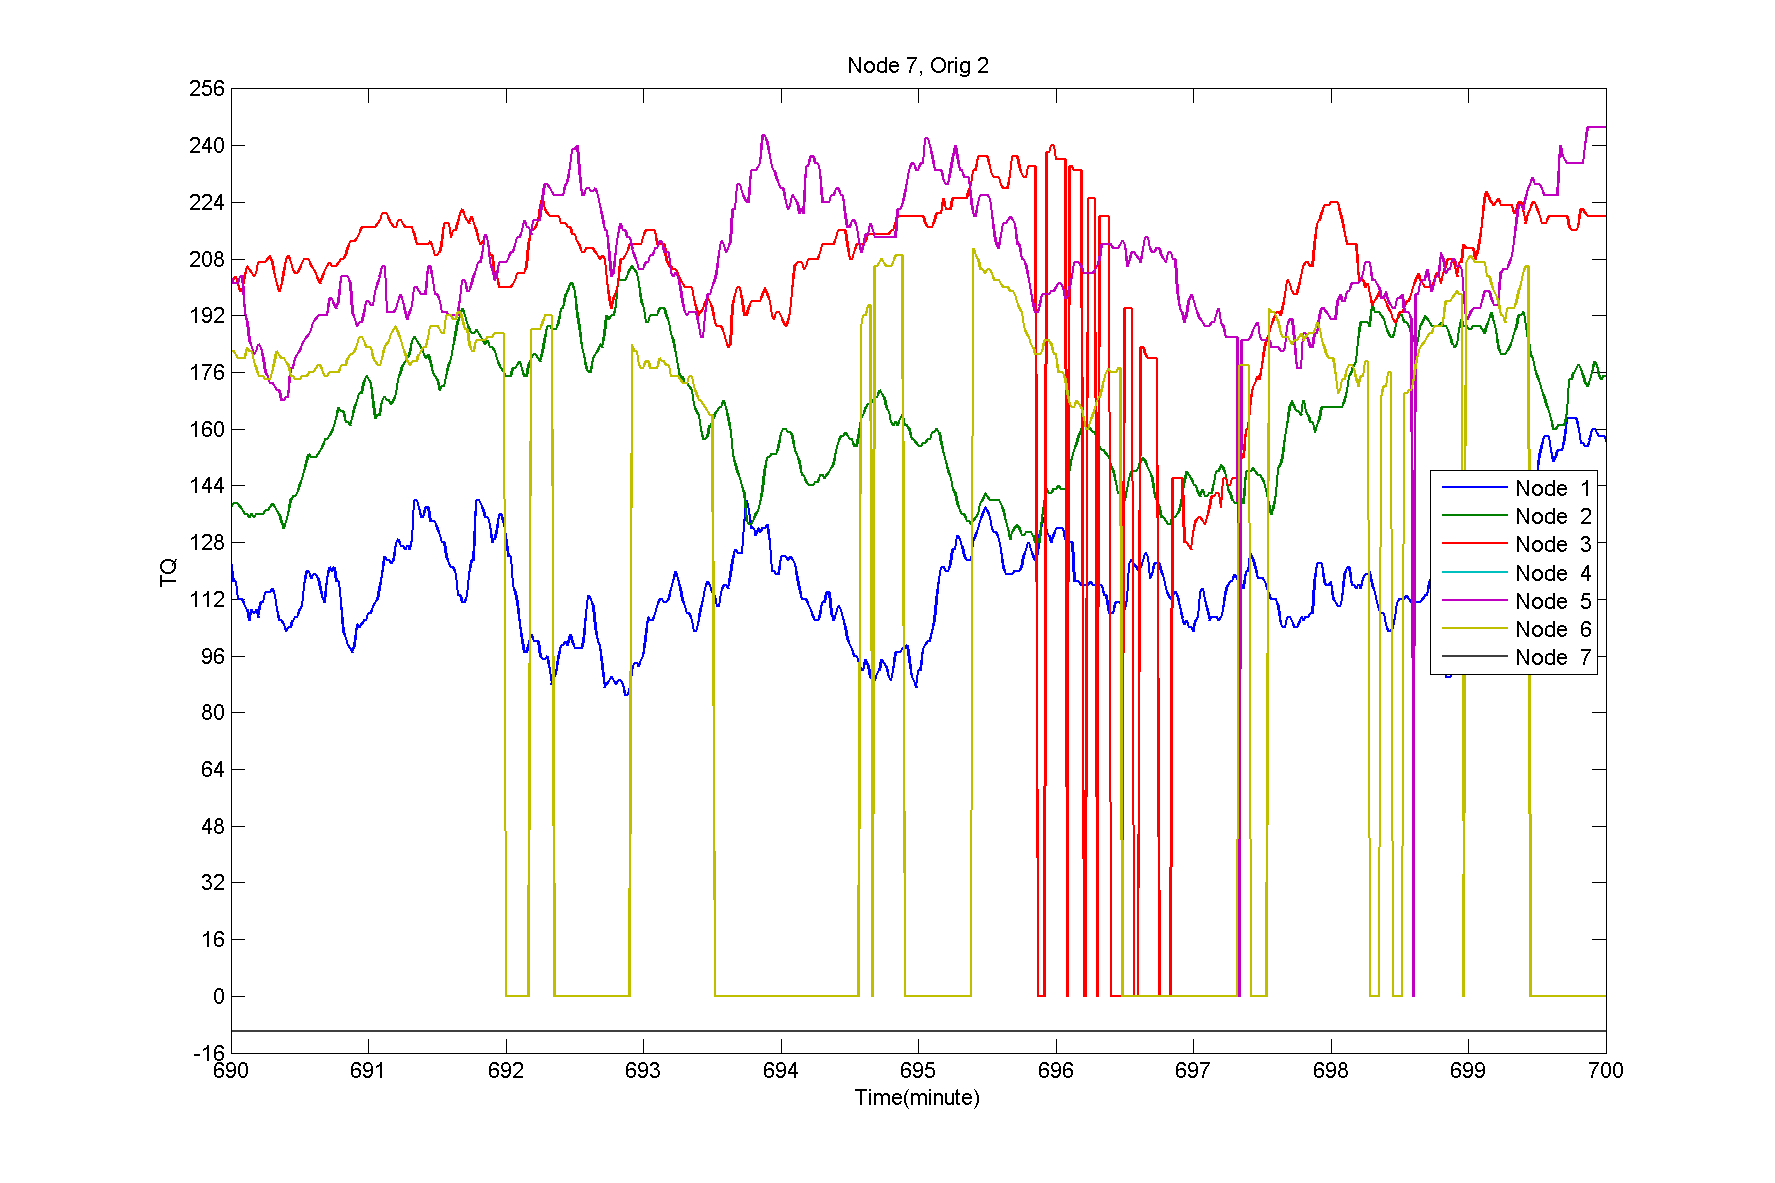 Node 7, Orig 2
256
240
224
208
192
176
160
144
128
112
96
80
64
48
32
16
0
-16
TQ
Node 1
Node 2
Node 3
Node 4
Node 5
Node 6
Node 7
690 691 692 693 694 695 696 697 698 699 700
Time(minute)